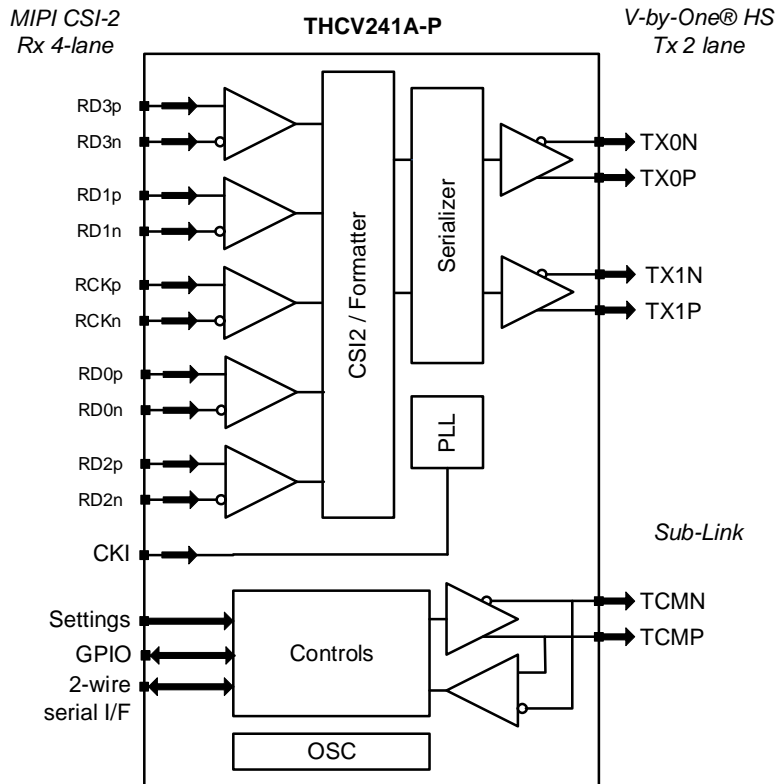 MIPI CSI-2
Rx 4-lane
THCV241A-P
V-by-One® HS
Tx 2 lane
RD3p
RD3n
RD1p
RD1n
RCKp
RCKn
RD0p
RD0n
RD2p
RD2n
CKI
CSI2 / Formatter
Serializer
PLL
TX0N
TX0P
TX1N
TX1P
Sub-Link
Settings
GPIO
2-wire
serial I/F
Controls
OSC
TCMN
TCMP